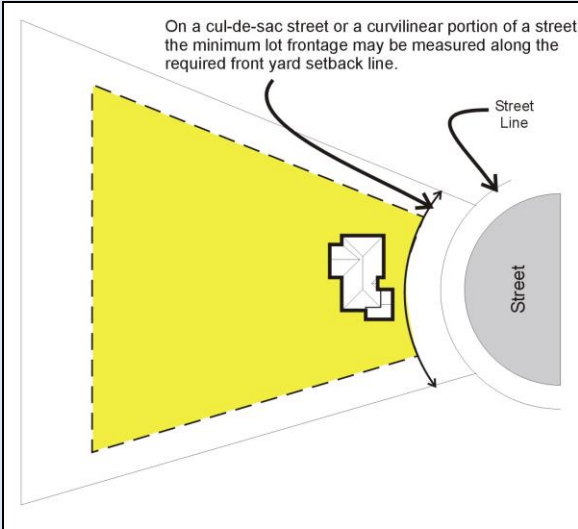 On a cul-de-sac street or a curvilinear portion of a street
the minimum lot frontage may be measured along the
required front yard setback line.
Street
Line
Street